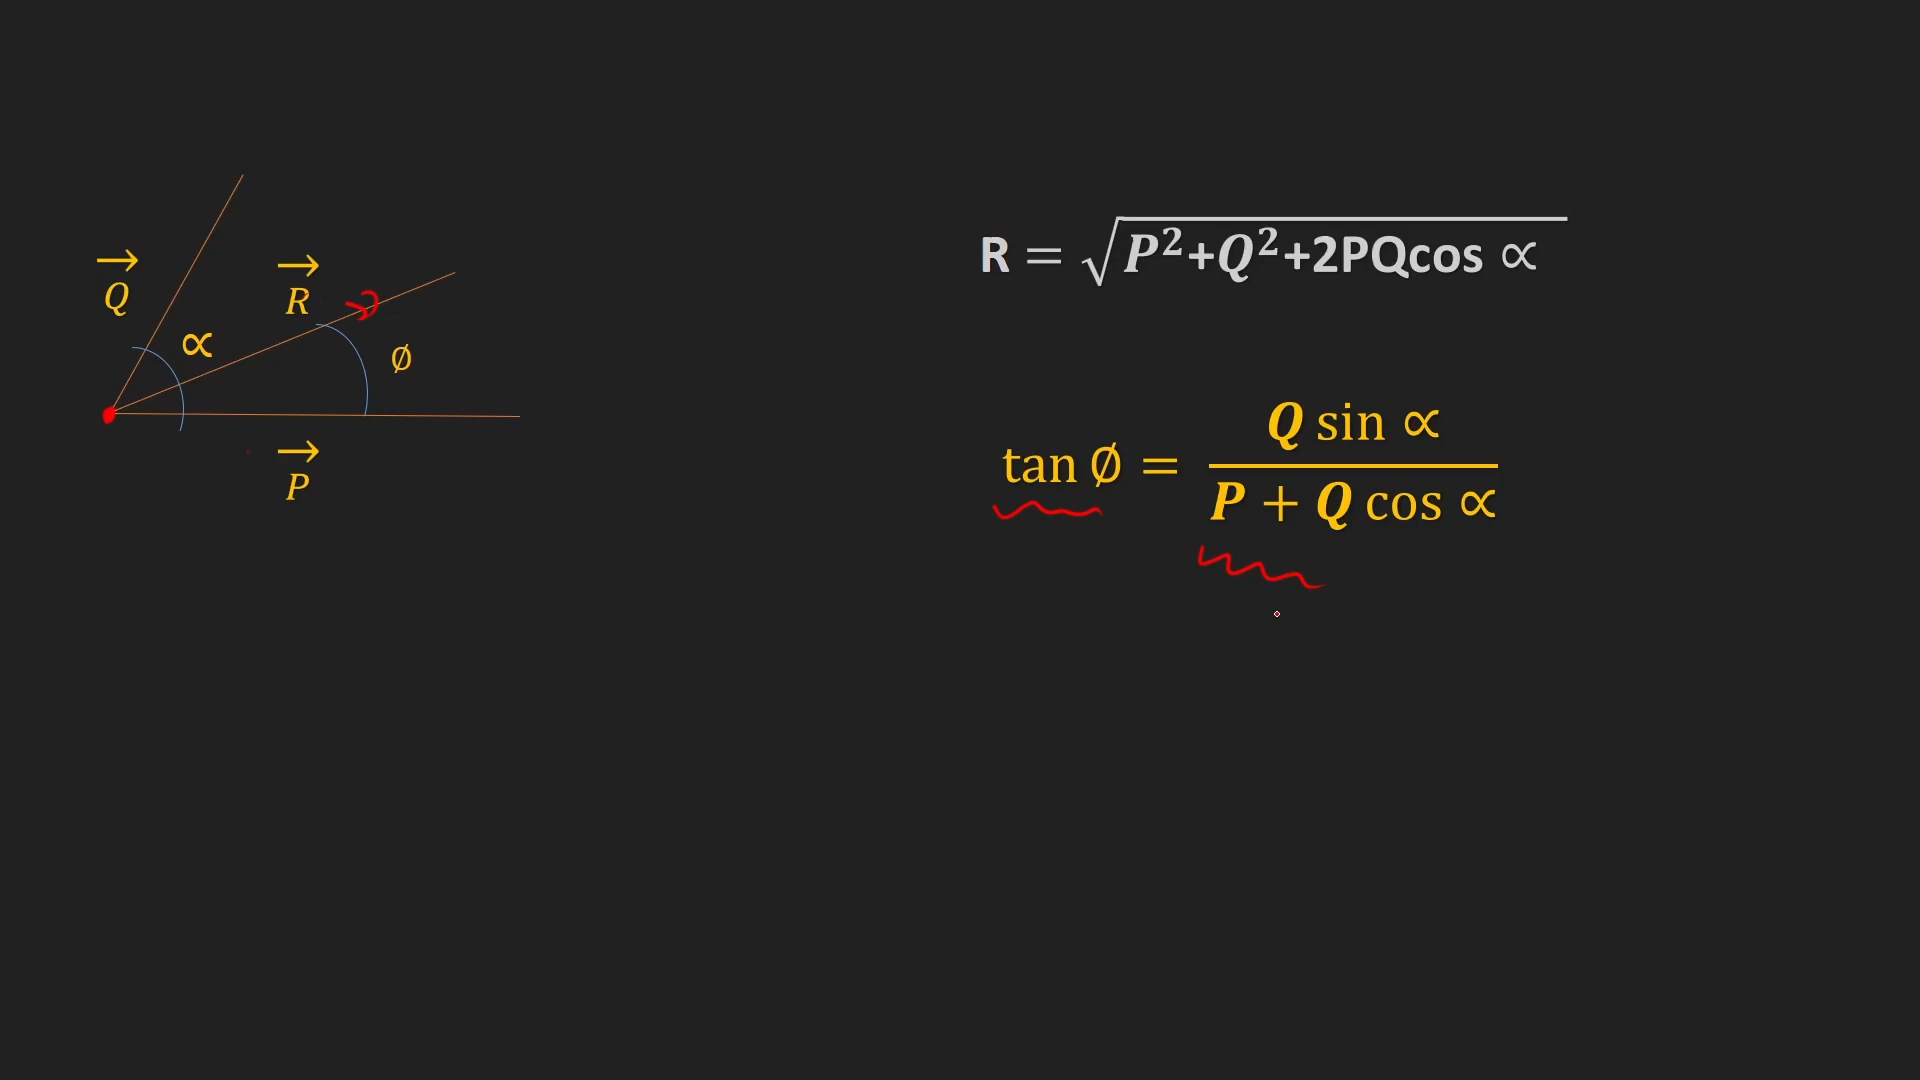 Q
R
∝
∅
P
R = √P²+Q²+2PQcos ∝
tan ∅ = Q sin ∝ / P + Q cos ∝